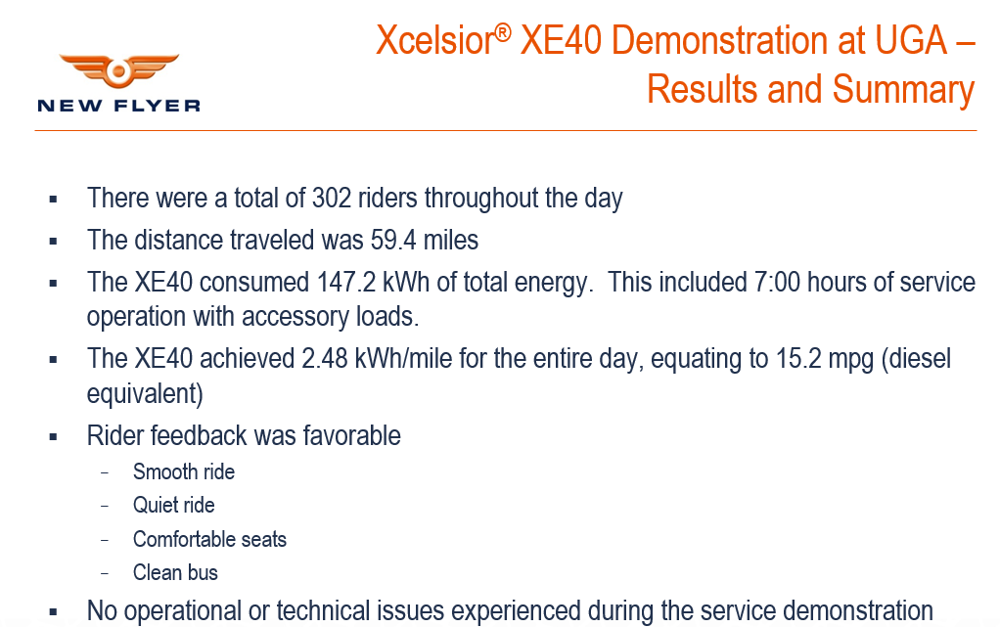 Xcelsior® XE40 Demonstration at UGA –
Results and Summary
NEW FLYER
▪ There were a total of 302 riders throughout the day
▪ The distance traveled was 59.4 miles
▪ The XE40 consumed 147.2 kWh of total energy.  This included 7:00 hours of service
operation with accessory loads.
▪ The XE40 achieved 2.48 kWh/mile for the entire day, equating to 15.2 mpg (diesel
equivalent)
▪ Rider feedback was favorable
– Smooth ride
– Quiet ride
– Comfortable seats
– Clean bus
▪ No operational or technical issues experienced during the service demonstration